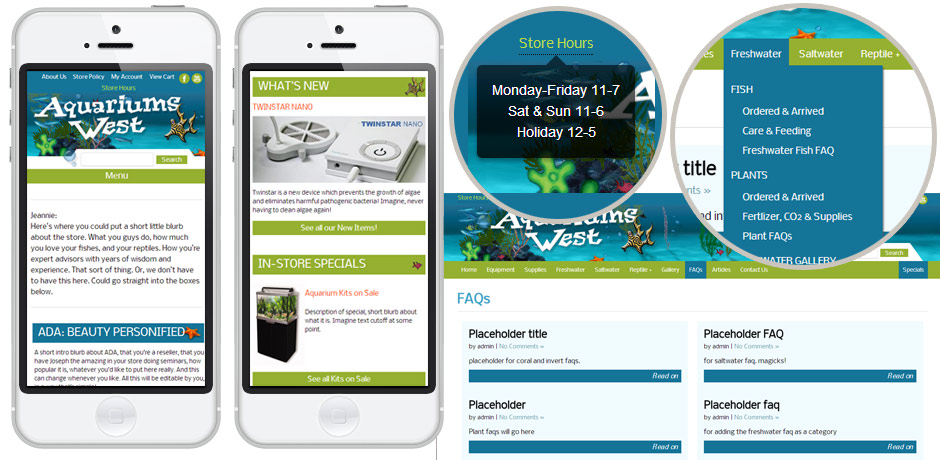 About Us Store Policy My Account View Cart
Store Hours
Aquariums
West
Search
Menu
Jeannie:
Here's where you could put a short little blurb
about the store. What you guys do, how much
you love your fishes, and your reptiles. How you're
expert advisors with years of wisdom and
experience. That sort of thing. Or, we don't have
to have this here. Could go straight into the boxes
below.
ADA: BEAUTY PERSONIFIED
A short intro blurb about ADA, that you're a reseller, that you
have Joseph the amazing in your store doing seminars, how
popular it is, whatever you'd like to put here really. And this
can change whenever you like. All this will be editable by you,
WHAT'S NEW
TWINSTAR NANO
TWINSTAR NANO
Twinstar is a new device which prevents the growth of algae
and eliminates harmful pathogenic bacteria! Imagine, never
having to clean algae again!
See all our New Items!
IN-STORE SPECIALS
Aquarium Kits on Sale
Description of special, short blurb about
what it is. Imagine text cutoff at some
point.
See all Kits on Sale
Store Hours
Monday-Friday 11-7
Sat & Sun 11-6
Holiday 12-5
Freshwater Saltwater Reptile
FISH
Ordered & Arrived
Care & Feeding
Freshwater Fish FAQ
PLANTS
Ordered & Arrived
Fertlizer, CO2 & Supplies
Plant FAQs
WATER GALLERY
title
nts »
nd in
Store Hours
Aquariums
West
Search
Home Equipment Supplies Freshwater Saltwater Reptile Gallery FAQs Articles Contact Us Specials
FAQs
Placeholder title
by admin | No Comments »
placeholder for coral and invert faqs.
Read on
Placeholder FAQ
by admin | No Comments »
for saltwater faq. magicks!
Read on
Placeholder
by admin | No Comments »
Plant faqs will go here
Read on
Placeholder faq
by admin | No Comments »
for adding the freshwater faq as a category
Read on